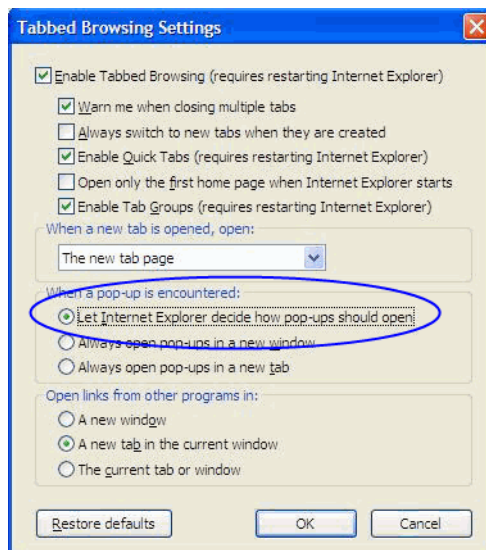 Tabbed Browsing Settings
Enable Tabbed Browsing (requires restarting Internet Explorer)
Warn me when closing multiple tabs
Always switch to new tabs when they are created
Enable Quick Tabs (requires restarting Internet Explorer)
Open only the first home page when Internet Explorer starts
Enable Tab Groups (requires restarting Internet Explorer)
When a new tab is opened, open:
The new tab page
When a pop-up is encountered:
Let Internet Explorer decide how pop-ups should open
Always open pop-ups in a new window
Always open pop-ups in a new tab
Open links from other programs in:
A new window
A new tab in the current window
The current tab or window
Restore defaults OK Cancel